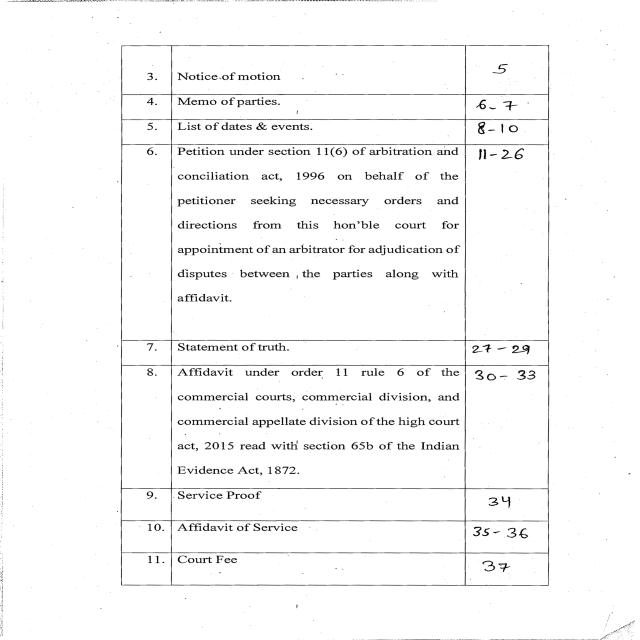 3. Notice of motion 5
4. Memo of parties. 6-7
5. List of dates & events. 8-10
6. Petition under section 11(6) of arbitration and 11-26
conciliation act, 1996 on behalf of the
petitioner seeking necessary orders and
directions from this hon'ble court for
appointment of an arbitrator for adjudication of
disputes between the parties along with
affidavit.
7. Statement of truth. 27-29
8. Affidavit under order 11 rule 6 of the 30-33
commercial courts, commercial division, and
commercial appellate division of the high court
act, 2015 read with section 65b of the Indian
Evidence Act, 1872.
9. Service Proof 34
10. Affidavit of Service 35-36
11. Court Fee 37